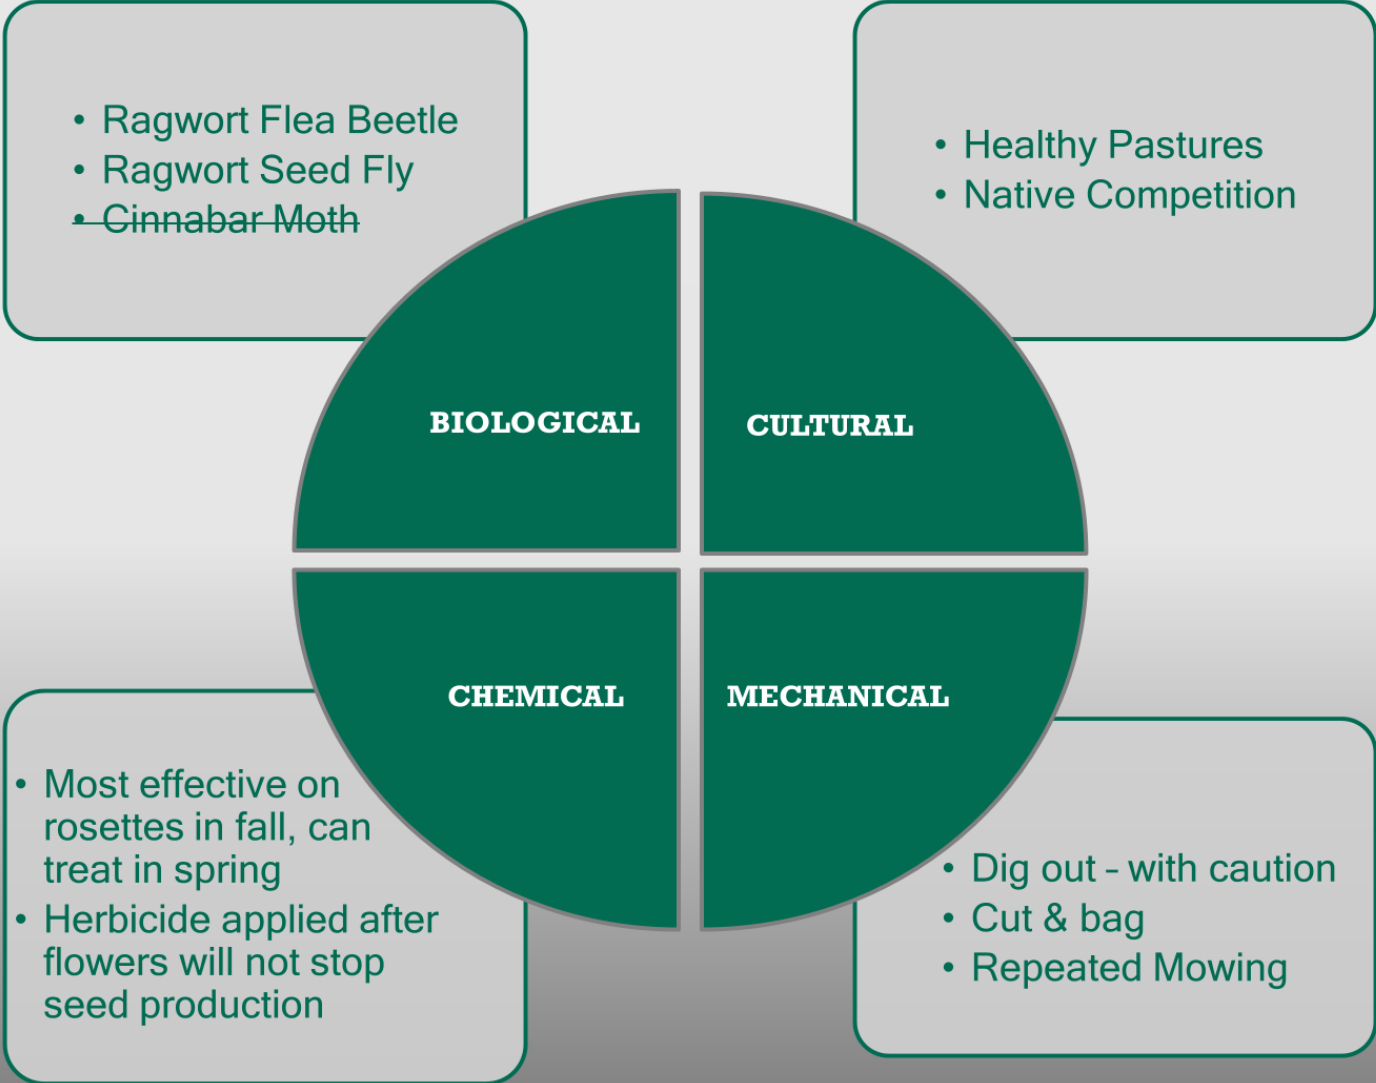 • Ragwort Flea Beetle
• Ragwort Seed Fly
• Cinnabar Moth
• Healthy Pastures
• Native Competition
BIOLOGICAL
CULTURAL
CHEMICAL
MECHANICAL
• Most effective on
rosettes in fall, can
treat in spring
• Herbicide applied after
flowers will not stop
seed production
• Dig out – with caution
• Cut & bag
• Repeated Mowing